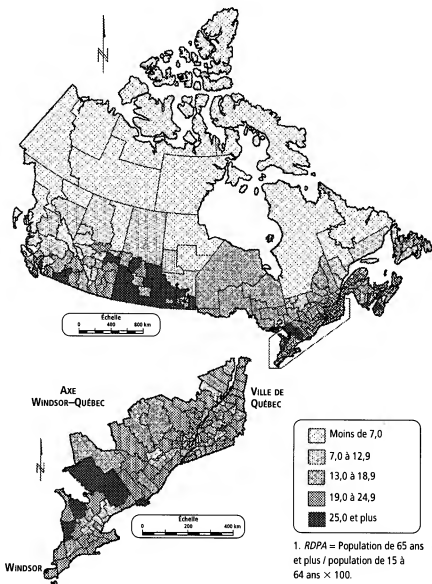 N
Échelle
0 400 800 km
AXE
WINDSOR–QUÉBEC
VILLE DE
QUÉBEC
N
Échelle
0 200 400 km
WINDSOR
Moins de 7,0
7,0 à 12,9
13,0 à 18,9
19,0 à 24,9
25,0 et plus
1. RDPA = Population de 65 ans
et plus / population de 15 à
64 ans × 100.